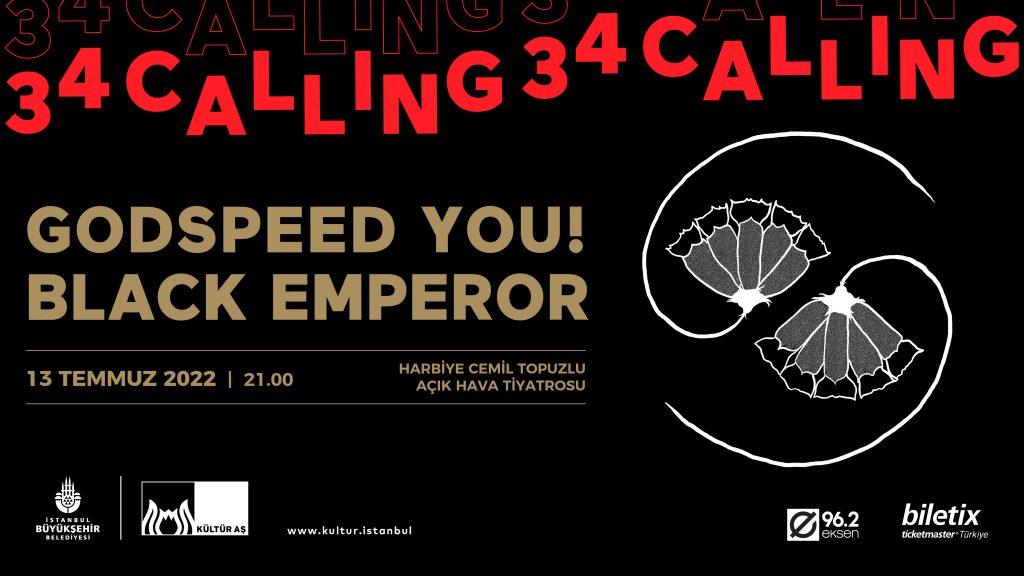 34 CALLING 34 CALLING
34 CALLING 34 CALLING
GODSPEED YOU!
BLACK EMPEROR
13 TEMMUZ 2022 | 21.00
HARBİYE CEMİL TOPUZLU
AÇIK HAVA TİYATROSU
İSTANBUL
BÜYÜKŞEHİR
BELEDİYESİ
KÜLTÜR AŞ
www.kultur.istanbul
96.2
eksen
biletix
ticketmaster® Türkiye